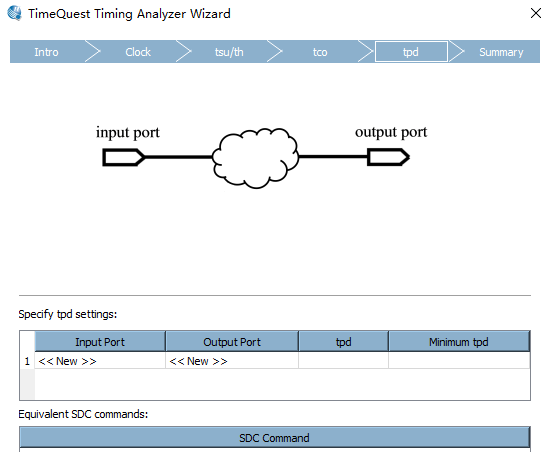 TimeQuest Timing Analyzer Wizard
Intro Clock tsu/th tco tpd Summary
input port output port
Specify tpd settings:
Input Port Output Port tpd Minimum tpd
1 << New >> << New >>
Equivalent SDC commands:
SDC Command